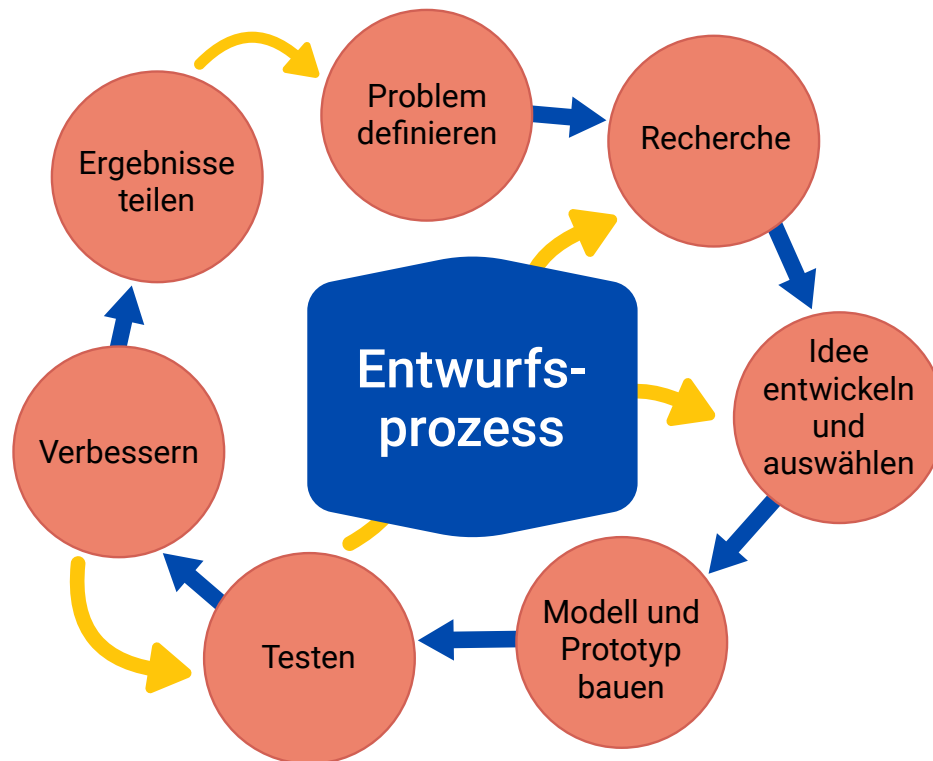 Problem
definieren
Recherche
Idee
entwickeln
und
auswählen
Modell und
Prototyp
bauen
Testen
Verbessern
Ergebnisse
teilen
Entwurfs-
prozess